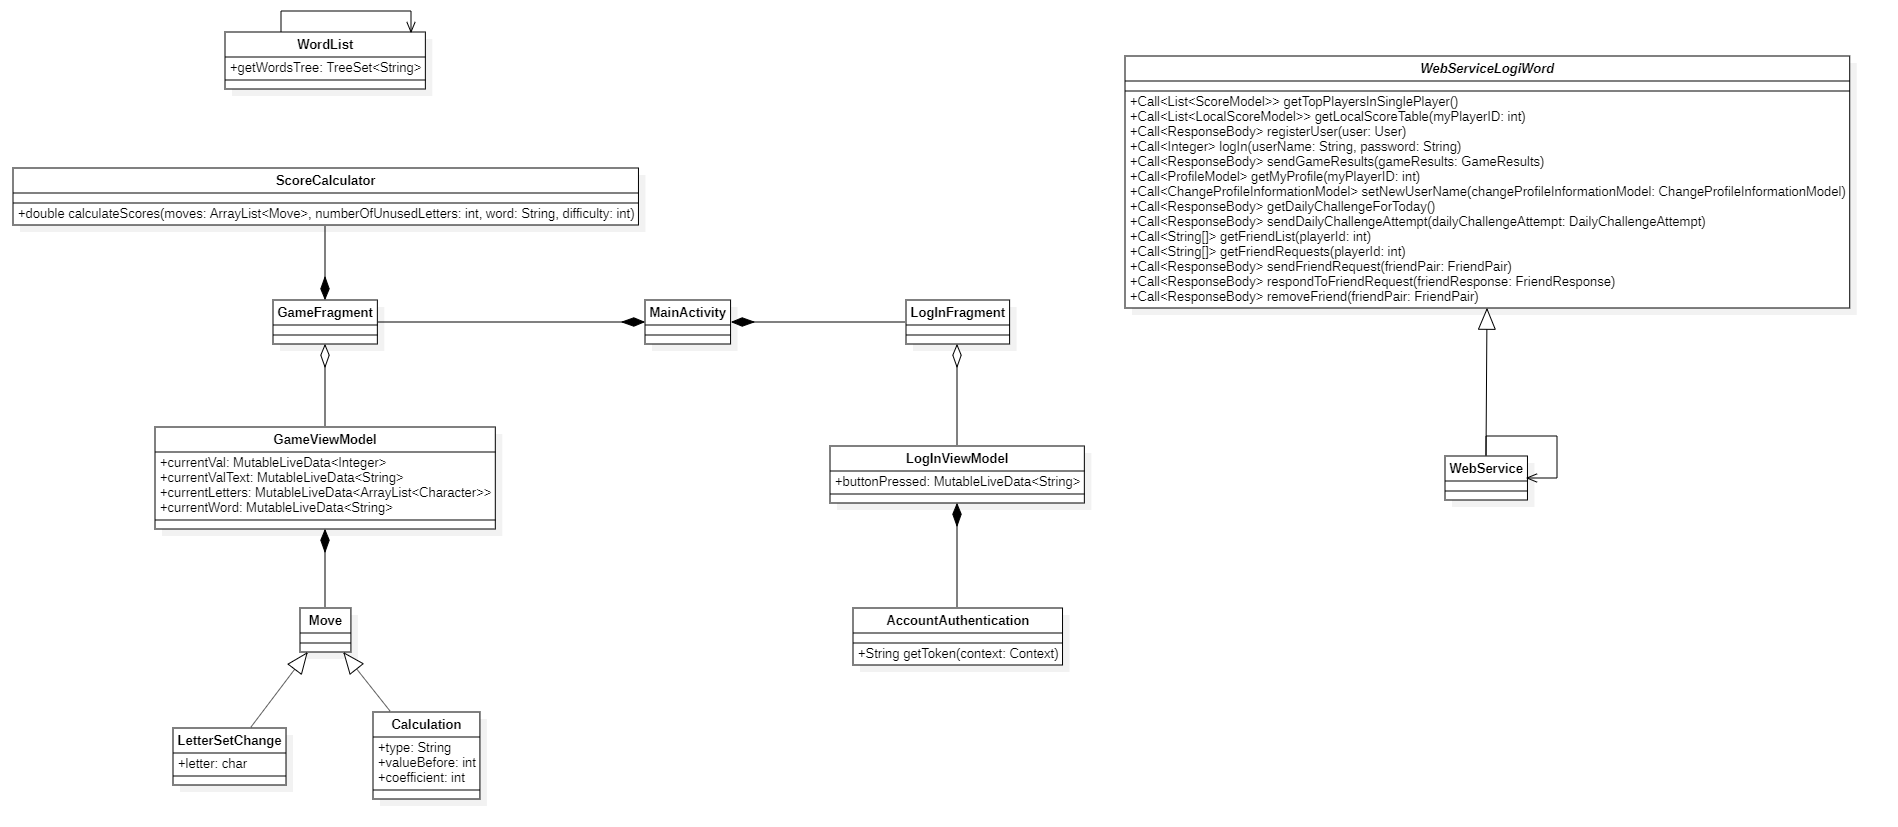 WordList
+getWordsTree: TreeSet<String>
WebServiceLogiWord
+Call<List<ScoreModel>> getTopPlayersInSinglePlayer()
+Call<List<LocalScoreModel>> getLocalScoreTable(myPlayerID: int)
+Call<ResponseBody> registerUser(user: User)
+Call<Integer> logIn(userName: String, password: String)
+Call<ResponseBody> sendGameResults(gameResults: GameResults)
+Call<ProfileModel> getMyProfile(myPlayerID: int)
+Call<ChangeProfileInformationModel> setNewUserName(changeProfileInformationModel: ChangeProfileInformationModel)
+Call<ResponseBody> getDailyChallengeForToday()
+Call<ResponseBody> sendDailyChallengeAttempt(dailyChallengeAttempt: DailyChallengeAttempt)
+Call<String[]> getFriendList(playerId: int)
+Call<String[]> getFriendRequests(playerId: int)
+Call<ResponseBody> sendFriendRequest(friendPair: FriendPair)
+Call<ResponseBody> respondToFriendRequest(friendResponse: FriendResponse)
+Call<ResponseBody> removeFriend(friendPair: FriendPair)
ScoreCalculator
+double calculateScores(moves: ArrayList<Move>, numberOfUnusedLetters: int, word: String, difficulty: int)
GameFragment
MainActivity
LogInFragment
GameViewModel
+currentVal: MutableLiveData<Integer>
+currentValText: MutableLiveData<String>
+currentLetters: MutableLiveData<ArrayList<Character>>
+currentWord: MutableLiveData<String>
LogInViewModel
+buttonPressed: MutableLiveData<String>
WebService
Move
AccountAuthentication
+String getToken(context: Context)
LetterSetChange
+letter: char
Calculation
+type: String
+valueBefore: int
+coefficient: int